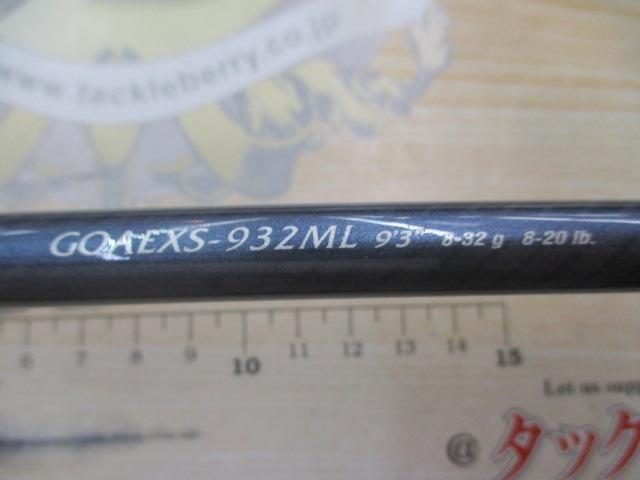 www.tackleberry.co.jp
GOAEXS-932ML 9'3" 8-32 g 8-20 lb.
6 7 8 9 10 11 12 13 14 15
Let us supp
@タック